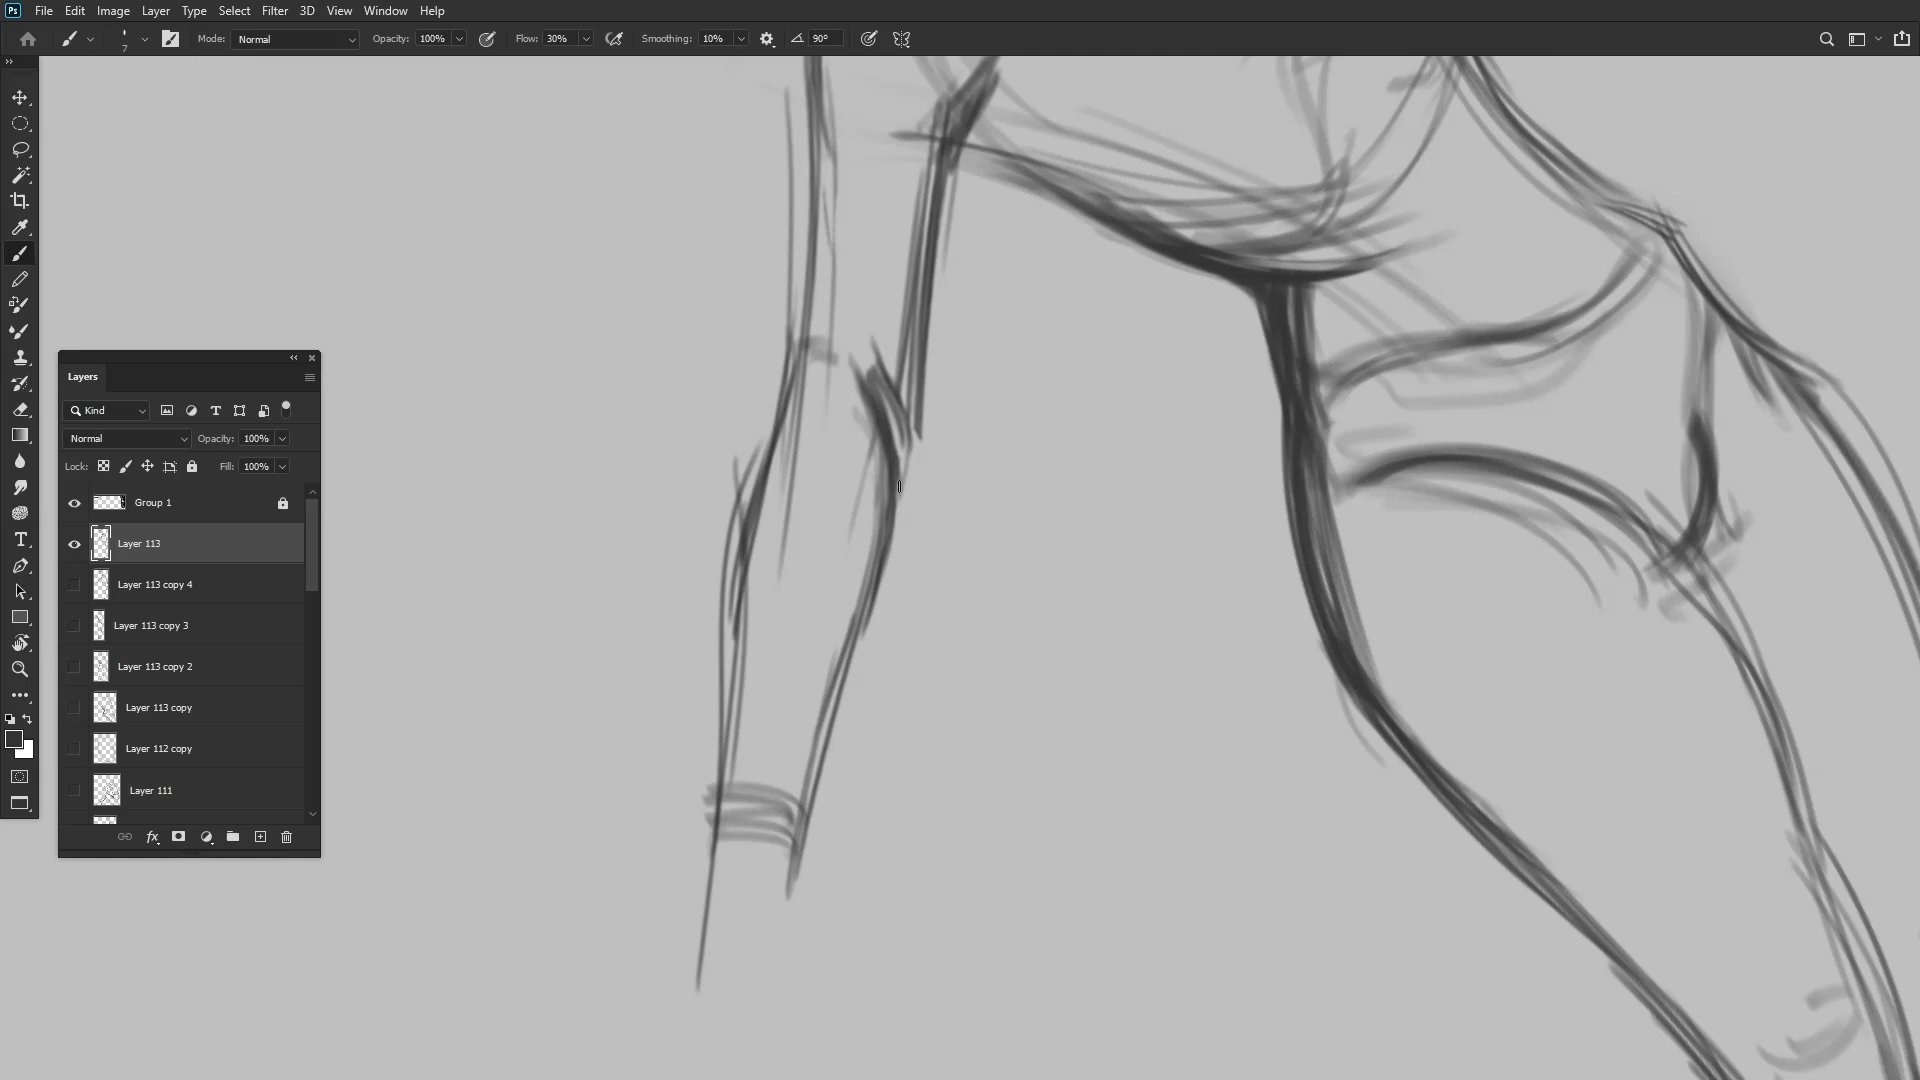 Ps File Edit Image Layer Type Select Filter 3D View Window Help
7 Mode: Normal Opacity: 100% Flow: 30% Smoothing: 10% 90°
Layers
Kind
Normal Opacity: 100%
Lock: Fill: 100%
Group 1
Layer 113
Layer 113 copy 4
Layer 113 copy 3
Layer 113 copy 2
Layer 113 copy
Layer 112 copy
Layer 111
fx